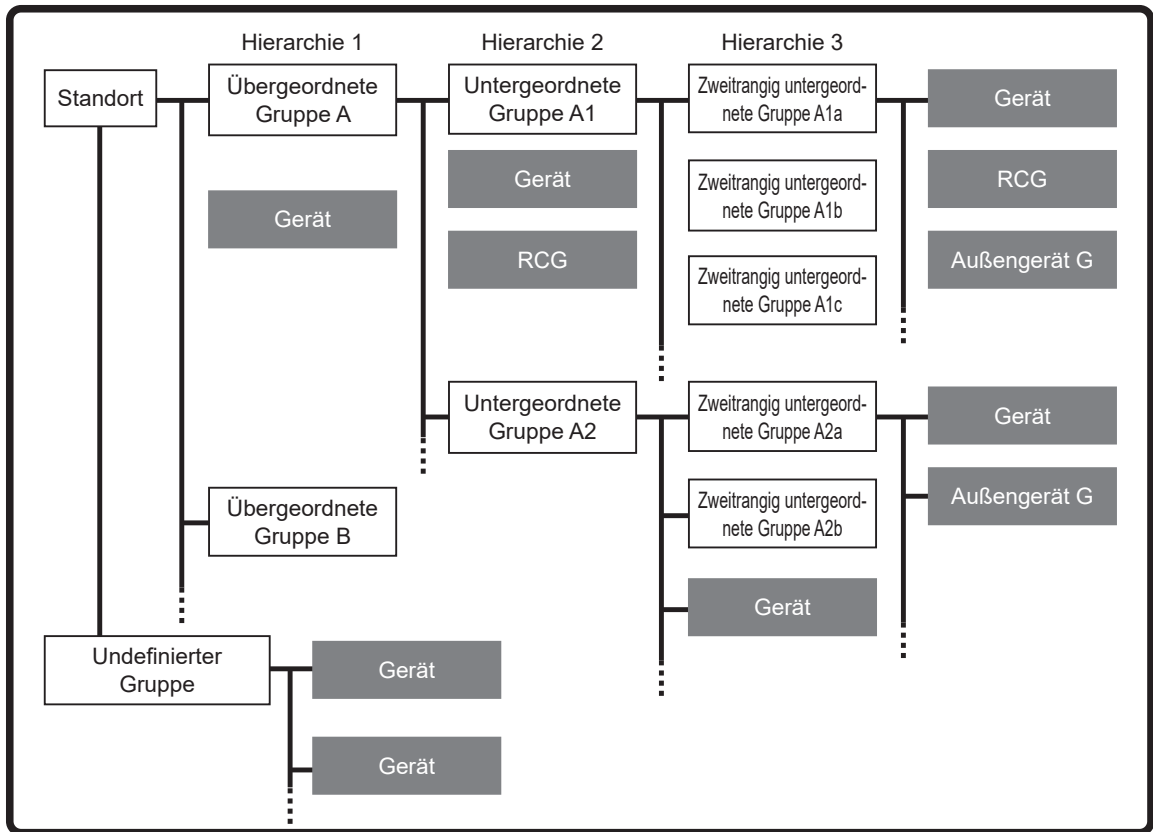 Hierarchie 1
Hierarchie 2
Hierarchie 3
Standort
Übergeordnete
Gruppe A
Untergeordnete
Gruppe A1
Zweitrangig untergeord-
nete Gruppe A1a
Gerät
Gerät
Gerät
Zweitrangig untergeord-
nete Gruppe A1b
RCG
RCG
Zweitrangig untergeord-
nete Gruppe A1c
Außengerät G
Untergeordnete
Gruppe A2
Zweitrangig untergeord-
nete Gruppe A2a
Gerät
Übergeordnete
Gruppe B
Zweitrangig untergeord-
nete Gruppe A2b
Außengerät G
Gerät
Undefinierter
Gruppe
Gerät
Gerät